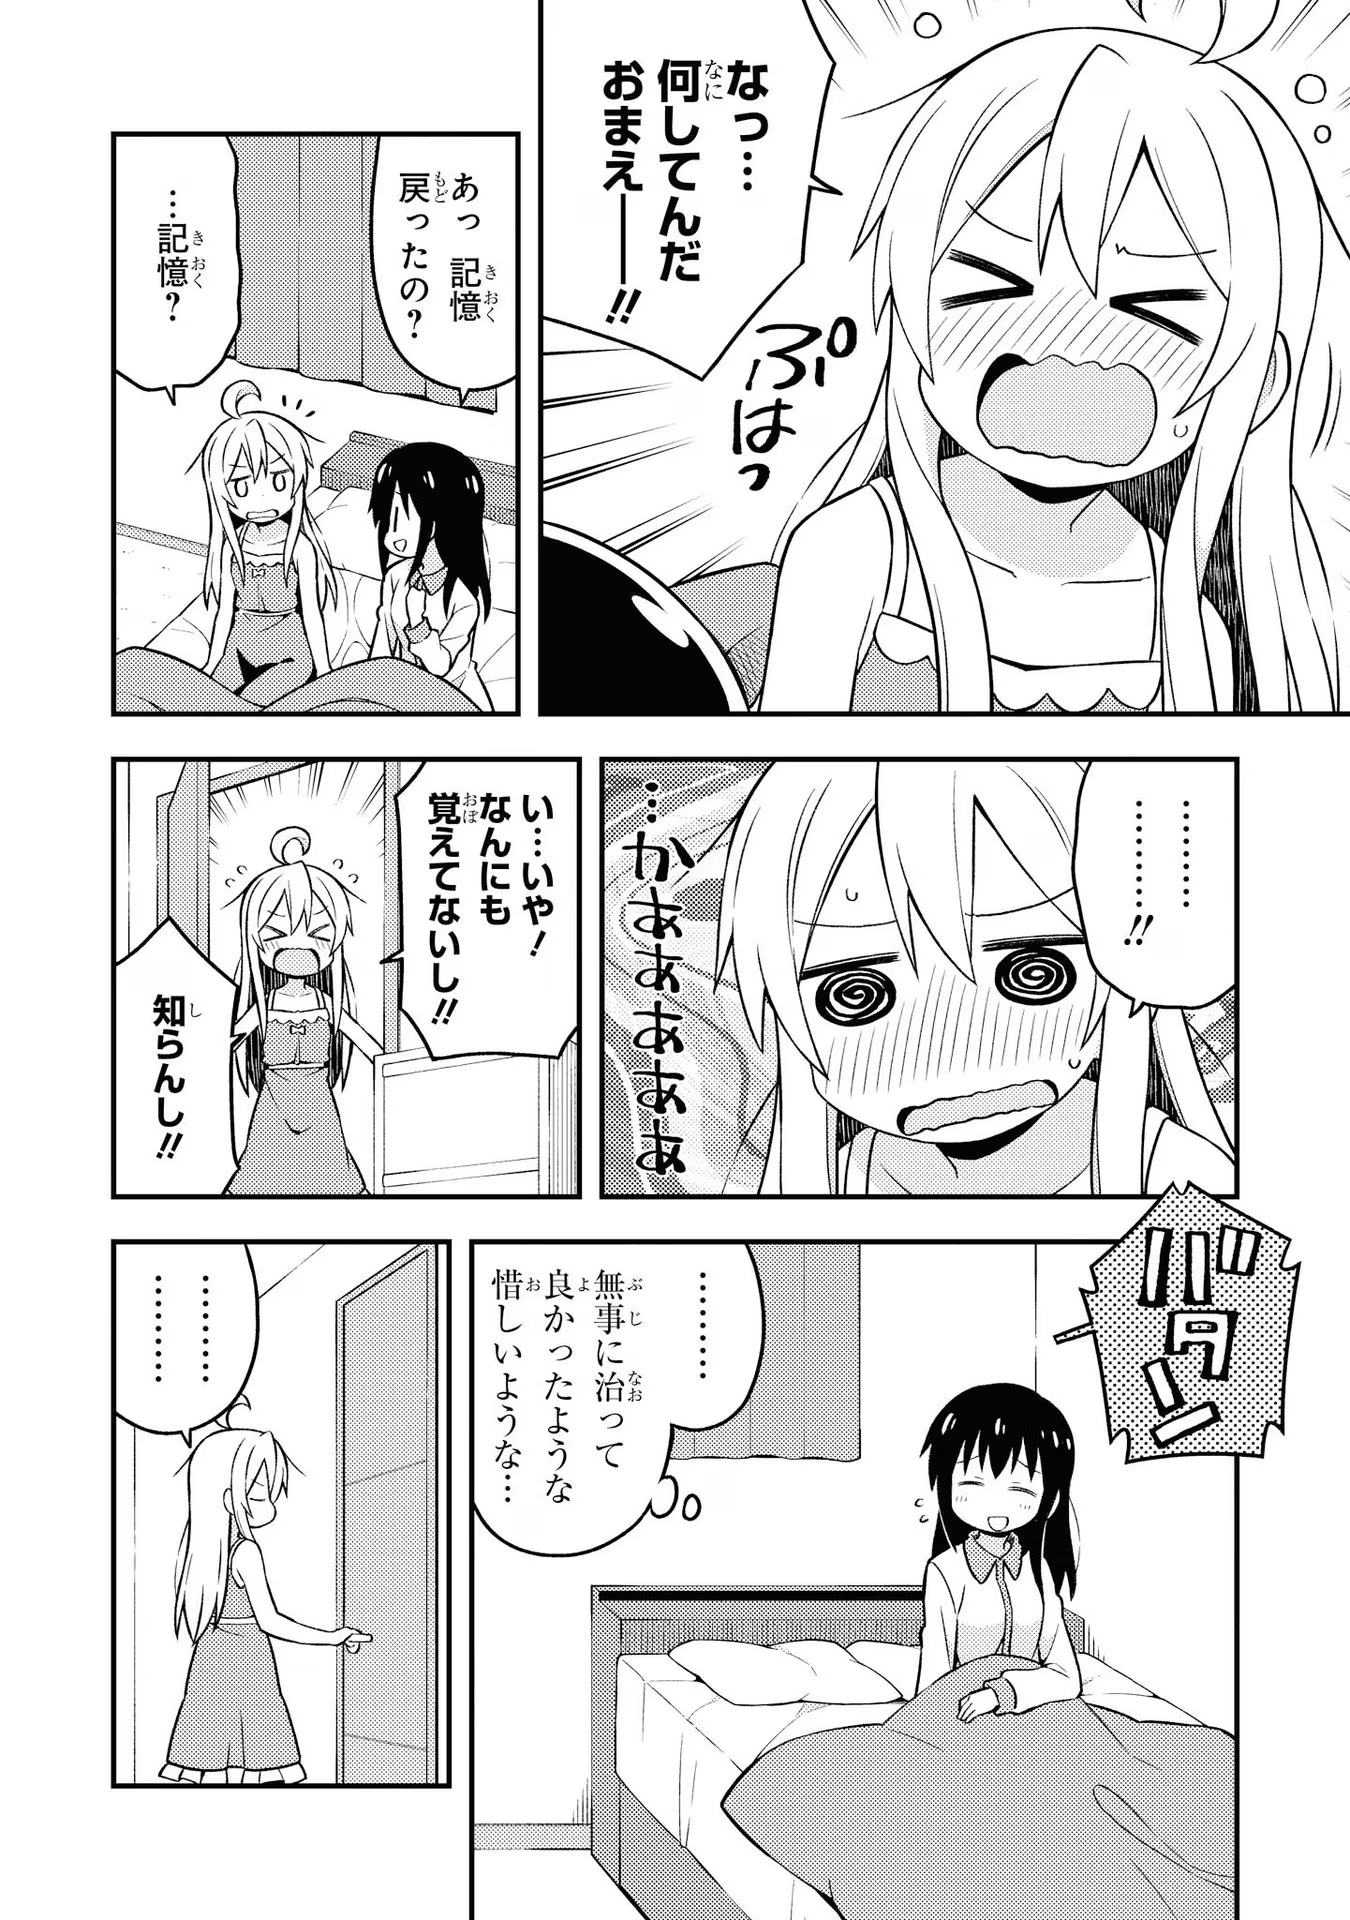 なっ…
何してんだ
おまえ――!!
ぷはっ
あっ 記憶
戻ったの？
…記憶？
………
………!!
…かぁぁぁぁぁぁ
い…いや！
なんにも
覚えてないし!!
知らんし!!
バターン
………
無事に治って
良かったような
惜しいような…
………
………